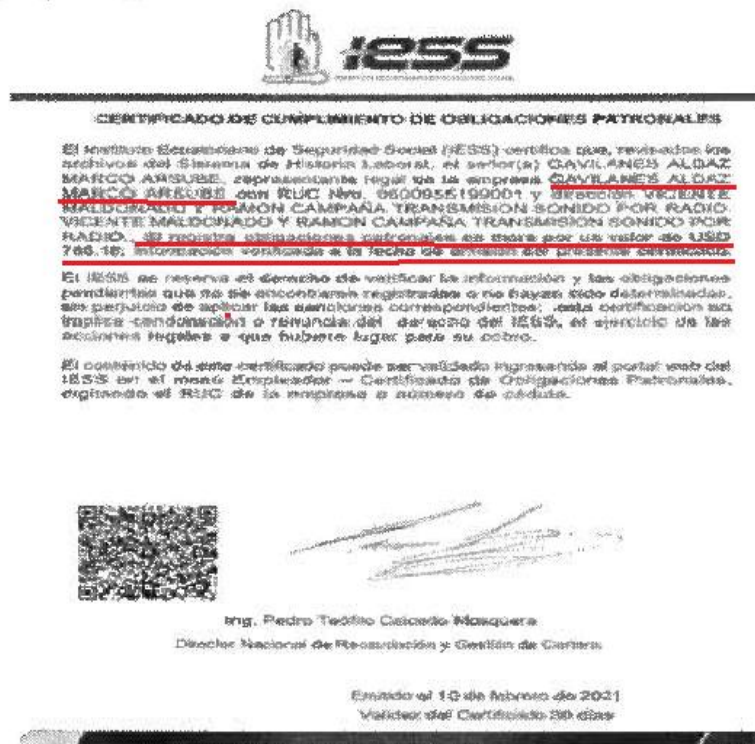 iess
CERTIFICADO DE CUMPLIMIENTO DE OBLIGACIONES PATRONALES
El Instituto Ecuatoriano de Seguridad Social (IESS) certifica que, revisados los
archivos del Sistema de Historia Laboral, el señor(a) GAVILANES ALDAZ
MARCO ARSUBE, representante legal de la empresa GAVILANES ALDAZ
MARCO ARSUBE con RUC Nro. y dirección VICENTE
MALDONADO Y RAMON CAMPAÑA TRANSMISION SONIDO POR RADIO.
VICENTE MALDONADO Y RAMON CAMPAÑA TRANSMISION SONIDO POR
RADIO., SI registra obligaciones patronales en mora por un valor de USD
información verificada a la fecha de emisión del presente certificado.
El IESS se reserva el derecho de verificar la información y las obligaciones
pendientes que no se encontraran registradas o no hayan sido determinadas,
sin perjuicio de aplicar las sanciones correspondientes; esta certificación no
implica condonación o renuncia del derecho del IESS, al ejercicio de las
acciones legales a que hubiere lugar para su cobro.
El contenido de este certificado puede ser validado ingresando al portal web del
IESS en el menú Empleador – Certificado de Obligaciones Patronales,
digitando el RUC de la empresa o número de cédula.
Ing. Pedro Teófilo Caicedo Mosquera
Director Nacional de Recaudación y Gestión de Cartera
Emitido el 10 de febrero de 2021
Validez del Certificado 30 días